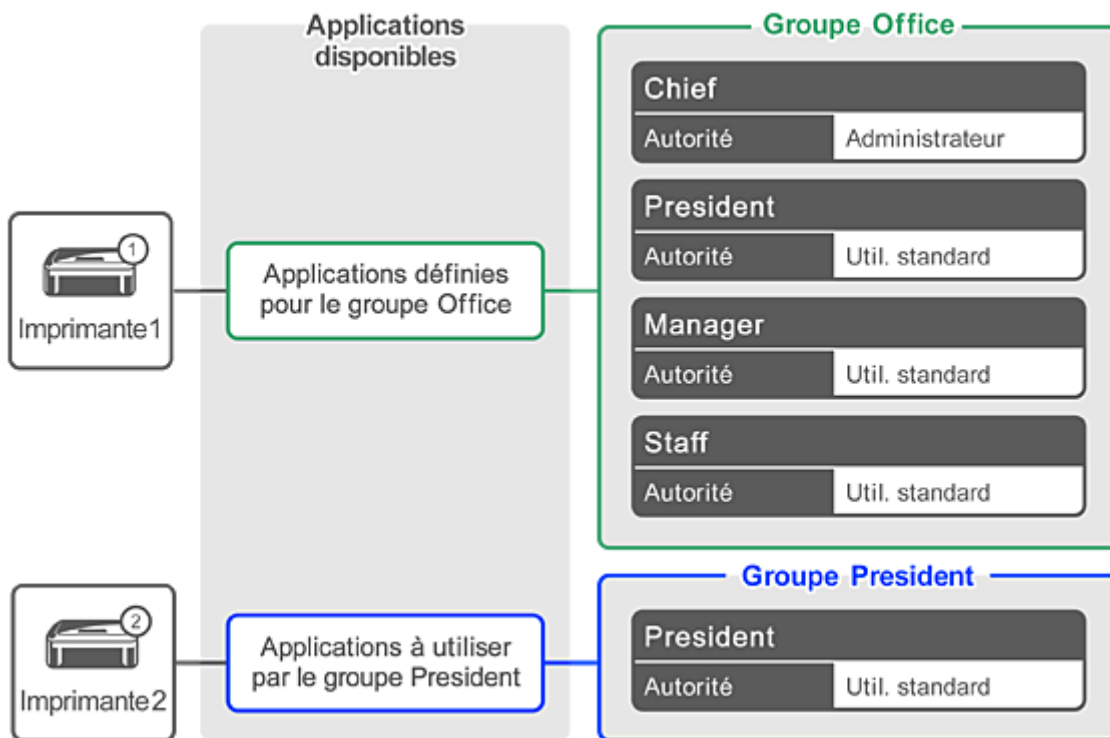 Applications
disponibles
Groupe Office
Chief
Autorité Administrateur
President
Autorité Util. standard
Manager
Autorité Util. standard
Staff
Autorité Util. standard
1
Imprimante1
Applications définies
pour le groupe Office
Groupe President
President
Autorité Util. standard
2
Imprimante2
Applications à utiliser
par le groupe President